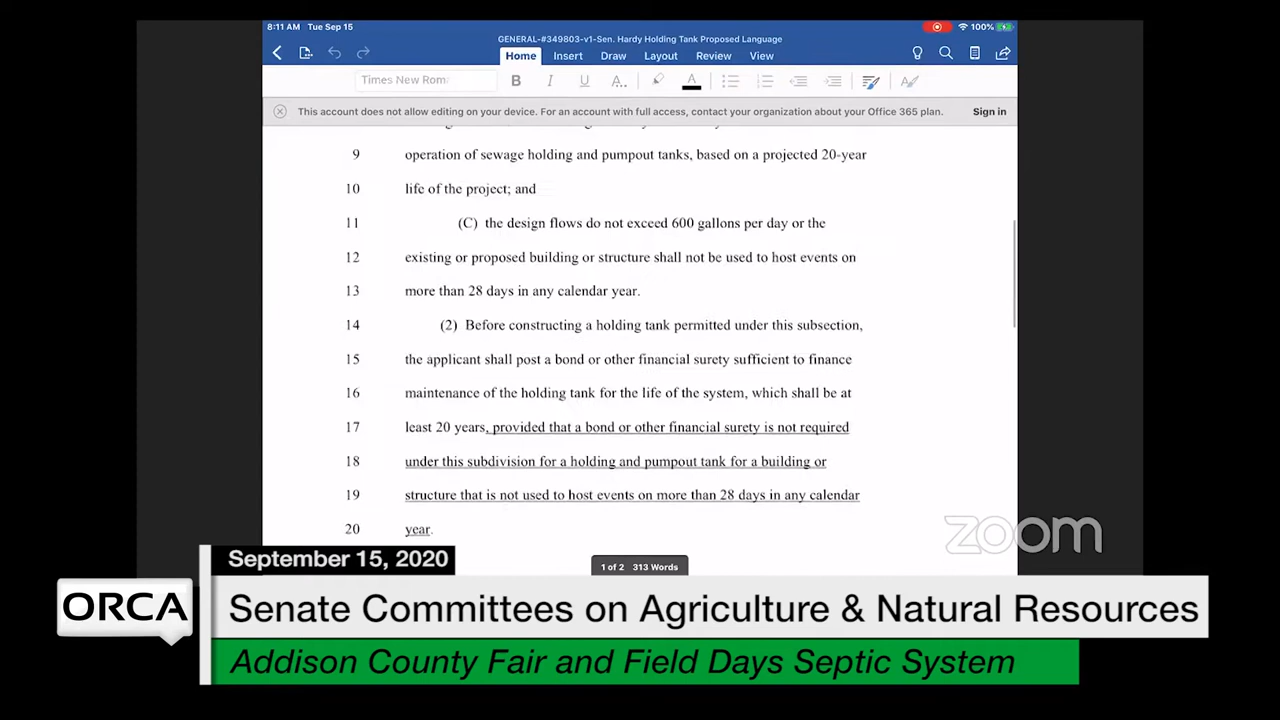 8:11 AM Tue Sep 15
100%
GENERAL-#349803-v1-Sen. Hardy Holding Tank Proposed Language
Home Insert Draw Layout Review View
Times New Rom
B I U A... A
This account does not allow editing on your device. For an account with full access, contact your organization about your Office 365 plan.
Sign in
9 operation of sewage holding and pumpout tanks, based on a projected 20-year
10 life of the project; and
11 (C) the design flows do not exceed 600 gallons per day or the
12 existing or proposed building or structure shall not be used to host events on
13 more than 28 days in any calendar year.
14 (2) Before constructing a holding tank permitted under this subsection,
15 the applicant shall post a bond or other financial surety sufficient to finance
16 maintenance of the holding tank for the life of the system, which shall be at
17 least 20 years, provided that a bond or other financial surety is not required
18 under this subdivision for a holding and pumpout tank for a building or
19 structure that is not used to host events on more than 28 days in any calendar
20 year.
zoom
1 of 2 313 Words
September 15, 2020
ORCA
Senate Committees on Agriculture & Natural Resources
Addison County Fair and Field Days Septic System